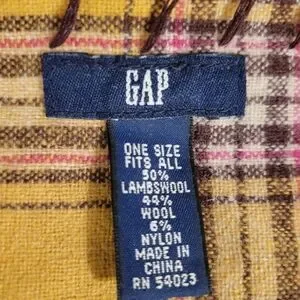 GAP
ONE SIZE
FITS ALL
50%
LAMBSWOOL
44%
WOOL
6%
NYLON
MADE IN
CHINA
RN 54023